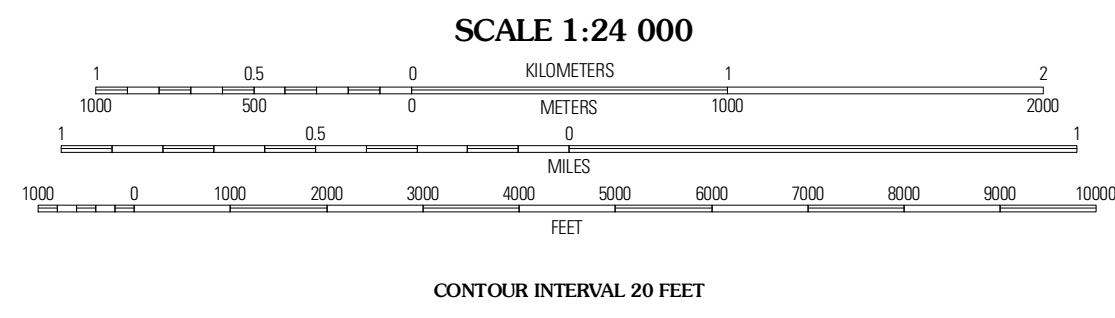 SCALE 1:24 000
1 0.5 0 KILOMETERS 1 2
1000 500 0 METERS 1000 2000
1 0.5 0 1
MILES
1000 0 1000 2000 3000 4000 5000 6000 7000 8000 9000 10000
FEET
CONTOUR INTERVAL 20 FEET